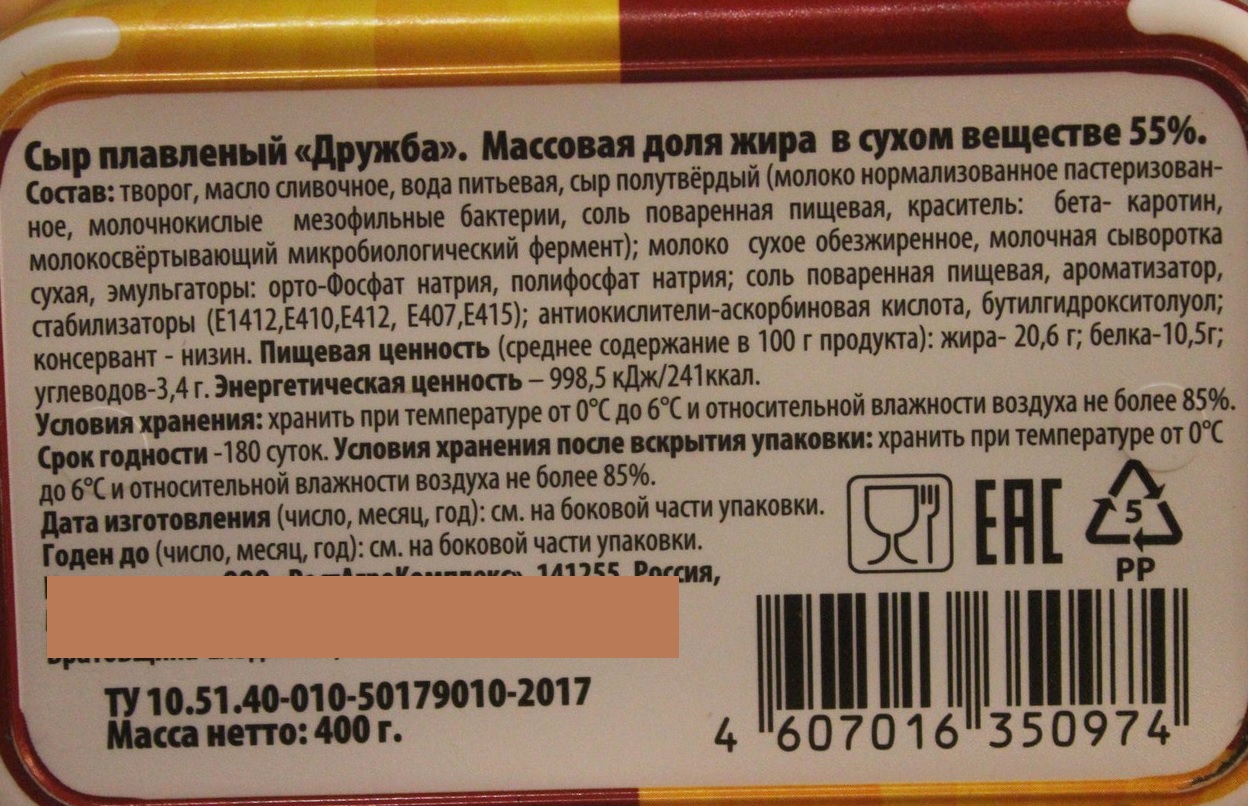 Сыр плавленый «Дружба». Массовая доля жира в сухом веществе 55%.
Состав: творог, масло сливочное, вода питьевая, сыр полутвёрдый (молоко нормализованное пастеризован-
ное, молочнокислые мезофильные бактерии, соль поваренная пищевая, краситель: бета- каротин,
молокосвёртывающий микробиологический фермент); молоко сухое обезжиренное, молочная сыворотка
сухая, эмульгаторы: орто-Фосфат натрия, полифосфат натрия; соль поваренная пищевая, ароматизатор,
стабилизаторы (Е1412,Е410,Е412, Е407,Е415); антиокислители-аскорбиновая кислота, бутилгидрокситолуол;
консервант - низин. Пищевая ценность (среднее содержание в 100 г продукта): жира- 20,6 г; белка-10,5г;
углеводов-3,4 г. Энергетическая ценность – 998,5 кДж/241ккал.
Условия хранения: хранить при температуре от 0°С до 6°С и относительной влажности воздуха не более 85%.
Срок годности -180 суток. Условия хранения после вскрытия упаковки: хранить при температуре от 0°С
до 6°С и относительной влажности воздуха не более 85%.
Дата изготовления (число, месяц, год): см. на боковой части упаковки.
Годен до (число, месяц, год): см. на боковой части упаковки.
ООО «РостАгроКомплекс», 141255, Россия,
ТУ 10.51.40-010-50179010-2017
Масса нетто: 400 г.
EAC
5
PP
4 607016 350974